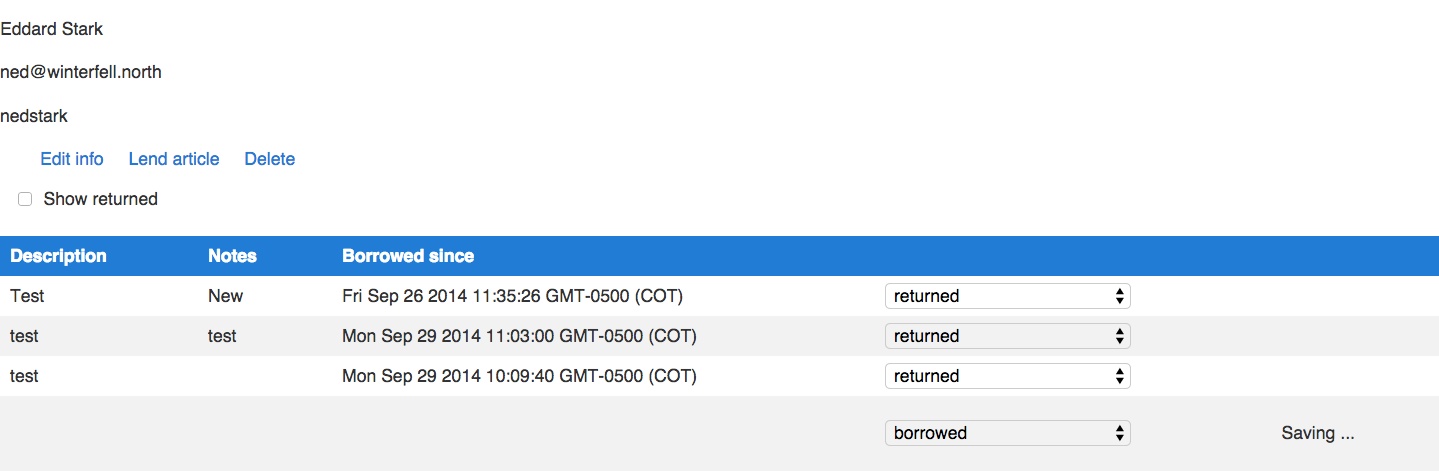 Eddard Stark
ned@winterfell.north
nedstark
Edit info Lend article Delete
Show returned
Description Notes Borrowed since
Test New Fri Sep 26 2014 11:35:26 GMT-0500 (COT) returned
test test Mon Sep 29 2014 11:03:00 GMT-0500 (COT) returned
test Mon Sep 29 2014 10:09:40 GMT-0500 (COT) returned
borrowed Saving ...